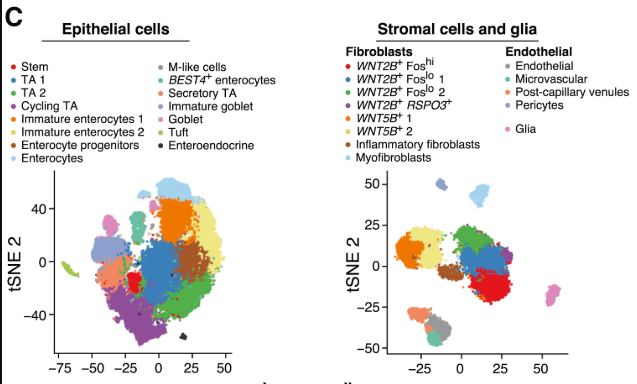 C
Epithelial cells
Stem
TA 1
TA 2
Cycling TA
Immature enterocytes 1
Immature enterocytes 2
Enterocyte progenitors
Enterocytes
M-like cells
BEST4+ enterocytes
Secretory TA
Immature goblet
Goblet
Tuft
Enteroendocrine
tSNE 2
40
0
−40
−75 −50 −25 0 25 50
Stromal cells and glia
Fibroblasts
WNT2B+ Foshi
WNT2B+ Foslo 1
WNT2B+ Foslo 2
WNT2B+ RSPO3+
WNT5B+ 1
WNT5B+ 2
Inflammatory fibroblasts
Myofibroblasts
Endothelial
Endothelial
Microvascular
Post-capillary venules
Pericytes
Glia
tSNE 2
50
25
0
−25
−50
−25 0 25 50